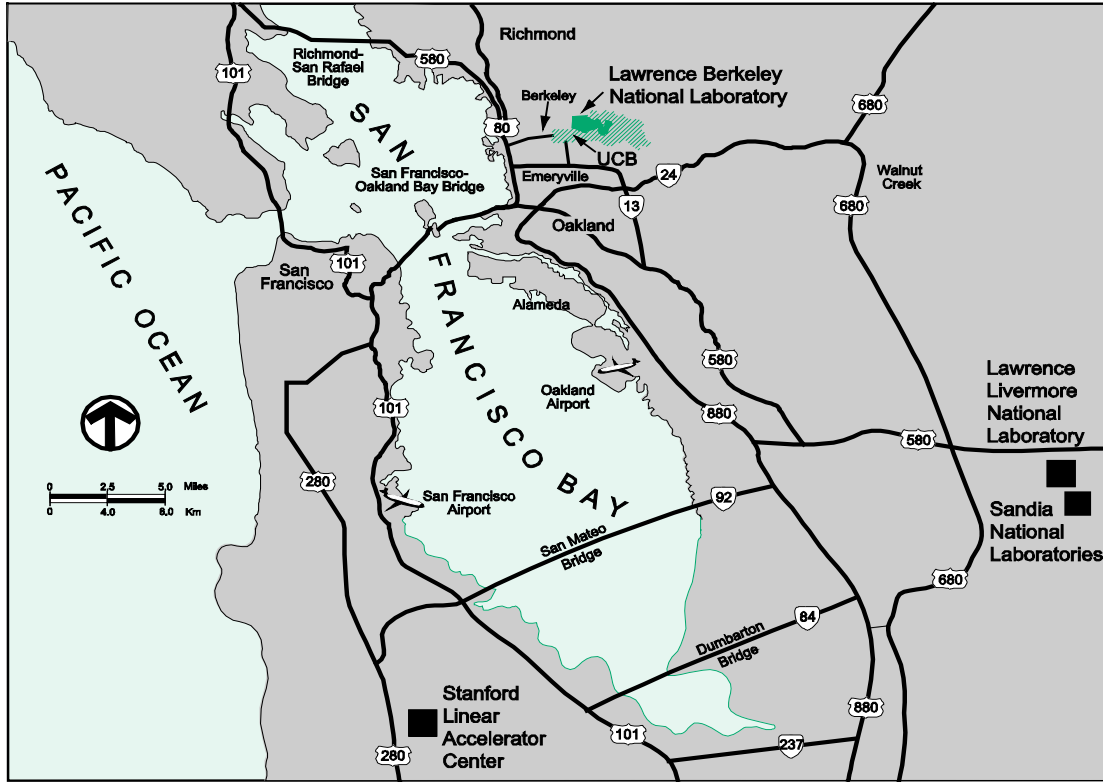 Richmond
Richmond-
San Rafael
Bridge
580
101
Lawrence Berkeley
National Laboratory
Berkeley
680
80
SAN
UCB
San Francisco-
Oakland Bay Bridge
Emeryville
24
Walnut
Creek
13
680
Oakland
PACIFIC OCEAN
FRANCISCO BAY
101
San
Francisco
Alameda
580
Oakland
Airport
Lawrence
Livermore
National
Laboratory
101
880
580
280
0 2.5 5.0 Miles
0 4.0 8.0 Km
San Francisco
Airport
92
Sandia
National
Laboratories
San Mateo
Bridge
680
84
Dumbarton
Bridge
Stanford
Linear
Accelerator
Center
880
101
237
280